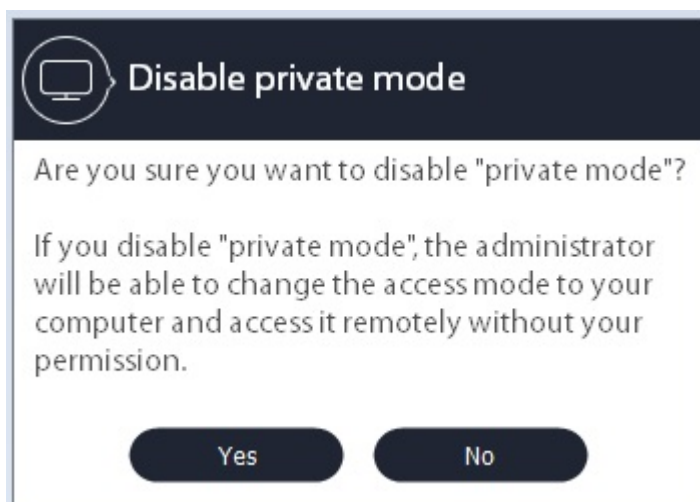 Disable private mode
Are you sure you want to disable "private mode"?
If you disable "private mode", the administrator
will be able to change the access mode to your
computer and access it remotely without your
permission.
Yes
No